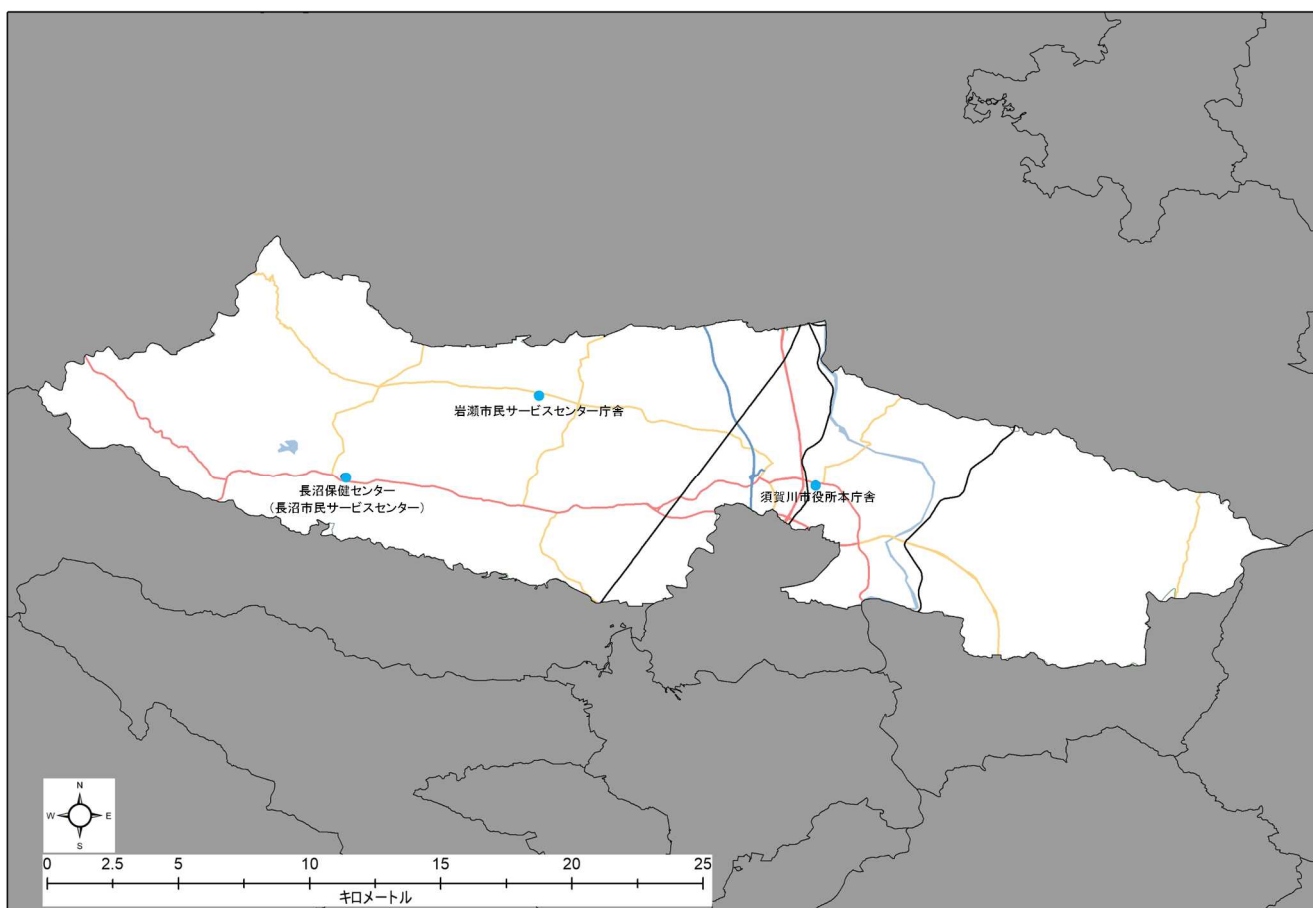 岩瀬市民サービスセンター庁舎
長沼保健センター
（長沼市民サービスセンター）
須賀川市役所本庁舎
N
W E
S
0 2.5 5 10 15 20 25
キロメートル